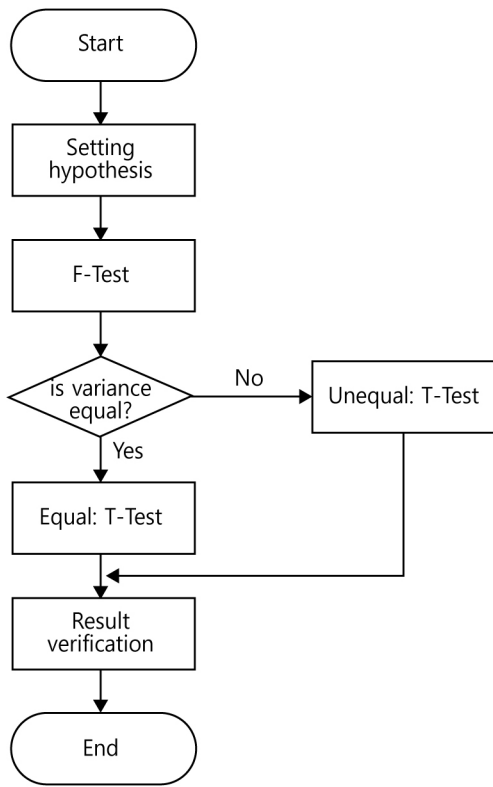 Start
Setting
hypothesis
F-Test
is variance
equal?
No
Unequal: T-Test
Yes
Equal: T-Test
Result
verification
End